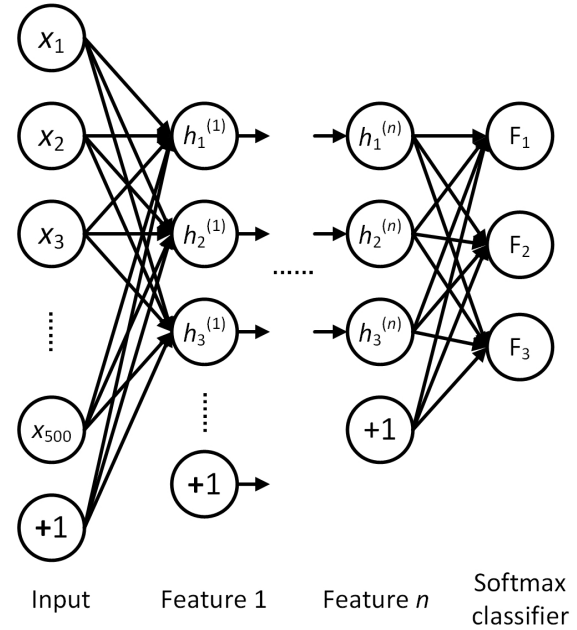 x₁
x₂
x₃
......
x₅₀₀
+1
Input
h₁⁽¹⁾
h₂⁽¹⁾
h₃⁽¹⁾
......
+1
Feature 1
......
h₁⁽ⁿ⁾
h₂⁽ⁿ⁾
h₃⁽ⁿ⁾
+1
Feature n
F₁
F₂
F₃
Softmax
classifier